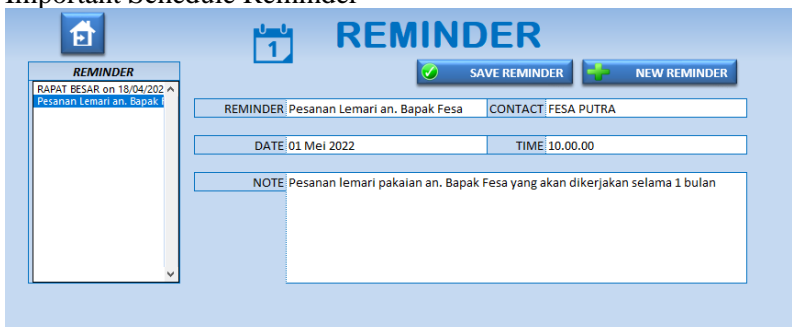 Important Schedule Reminder
1
REMINDER
SAVE REMINDER
NEW REMINDER
REMINDER
RAPAT BESAR on 18/04/202
Pesanan Lemari an. Bapak
REMINDER Pesanan Lemari an. Bapak Fesa CONTACT FESA PUTRA
DATE 01 Mei 2022 TIME 10.00.00
NOTE Pesanan lemari pakaian an. Bapak Fesa yang akan dikerjakan selama 1 bulan